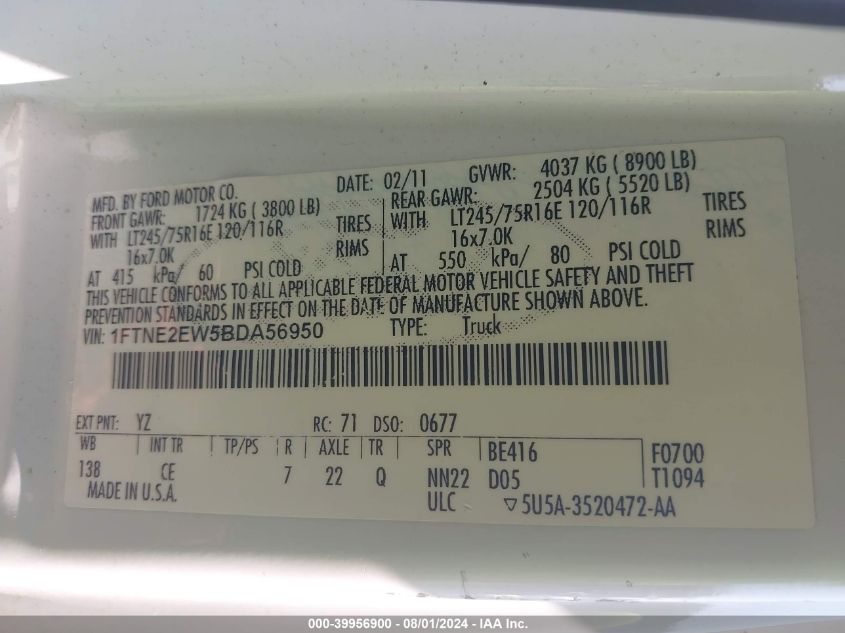 MFD. BY FORD MOTOR CO.
DATE: 02/11 GVWR: 4037 KG ( 8900 LB)
FRONT GAWR: 1724 KG ( 3800 LB)
REAR GAWR: 2504 KG ( 5520 LB)
WITH LT245/75R16E 120/116R TIRES
WITH LT245/75R16E 120/116R TIRES
16x7.0K RIMS
16x7.0K RIMS
AT 415 kPa/ 60 PSI COLD
AT 550 kPa/ 80 PSI COLD
THIS VEHICLE CONFORMS TO ALL APPLICABLE FEDERAL MOTOR VEHICLE SAFETY AND THEFT
PREVENTION STANDARDS IN EFFECT ON THE DATE OF MANUFACTURE SHOWN ABOVE.
VIN: 1FTNE2EW5BDA56950 TYPE: Truck
EXT PNT: YZ RC: 71 DSO: 0677
WB INT TR TP/PS R AXLE TR SPR BE416 F0700
138 CE 7 22 Q NN22 D05 T1094
MADE IN U.S.A. ULC ▽5U5A-3520472-AA
000-39956900 - 08/01/2024 - IAA Inc.